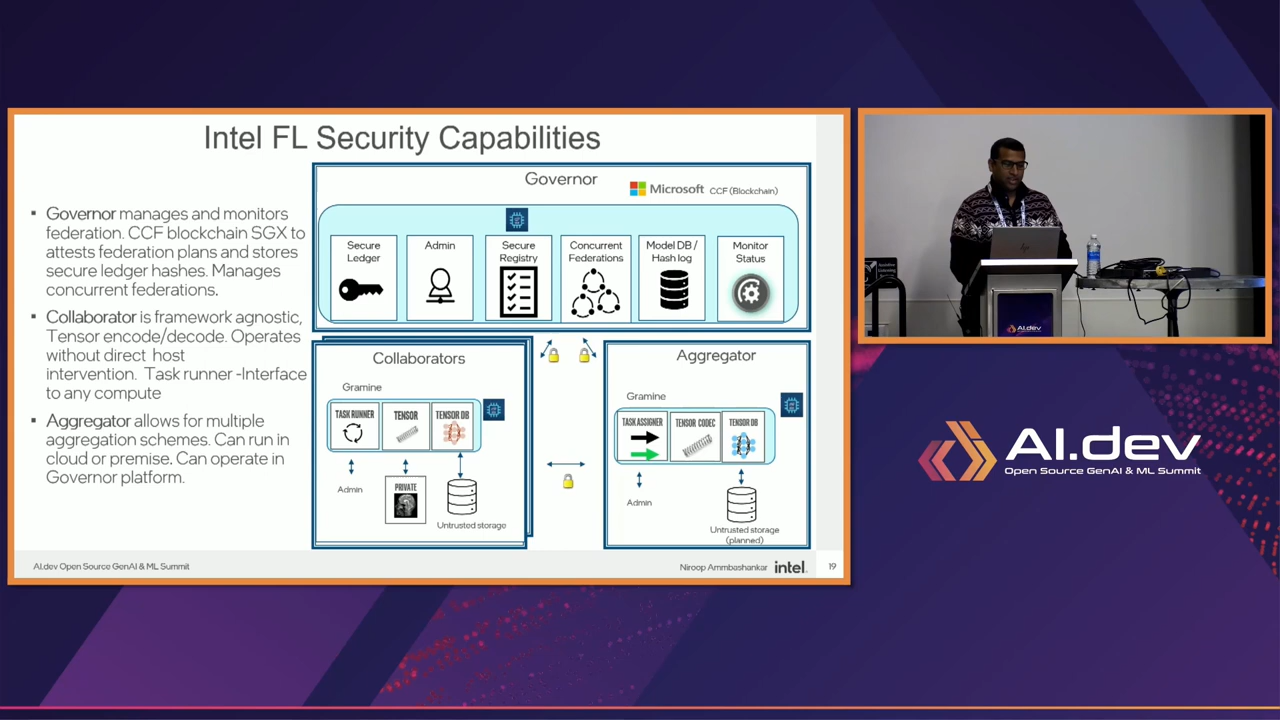 Intel FL Security Capabilities
▪ Governor manages and monitors
federation. CCF blockchain SGX to
attests federation plans and stores
secure ledger hashes. Manages
concurrent federations.
▪ Collaborator is framework agnostic,
Tensor encode/decode. Operates
without direct host
intervention. Task runner -Interface
to any compute
▪ Aggregator allows for multiple
aggregation schemes. Can run in
cloud or premise. Can operate in
Governor platform.
Governor
Microsoft CCF (Blockchain)
Secure
Ledger
Admin
Secure
Registry
Concurrent
Federations
Model DB /
Hash log
Monitor
Status
Collaborators
Gramine
TASK RUNNER
TENSOR
TENSOR DB
Admin
PRIVATE
Untrusted storage
Aggregator
Gramine
TASK ASSIGNER
TENSOR CODEC
TENSOR DB
Admin
Untrusted storage
(planned)
AI.dev Open Source GenAI & ML Summit
Niroop Ammbashankar intel. 19
AI.dev
AI.dev
Open Source GenAI & ML Summit